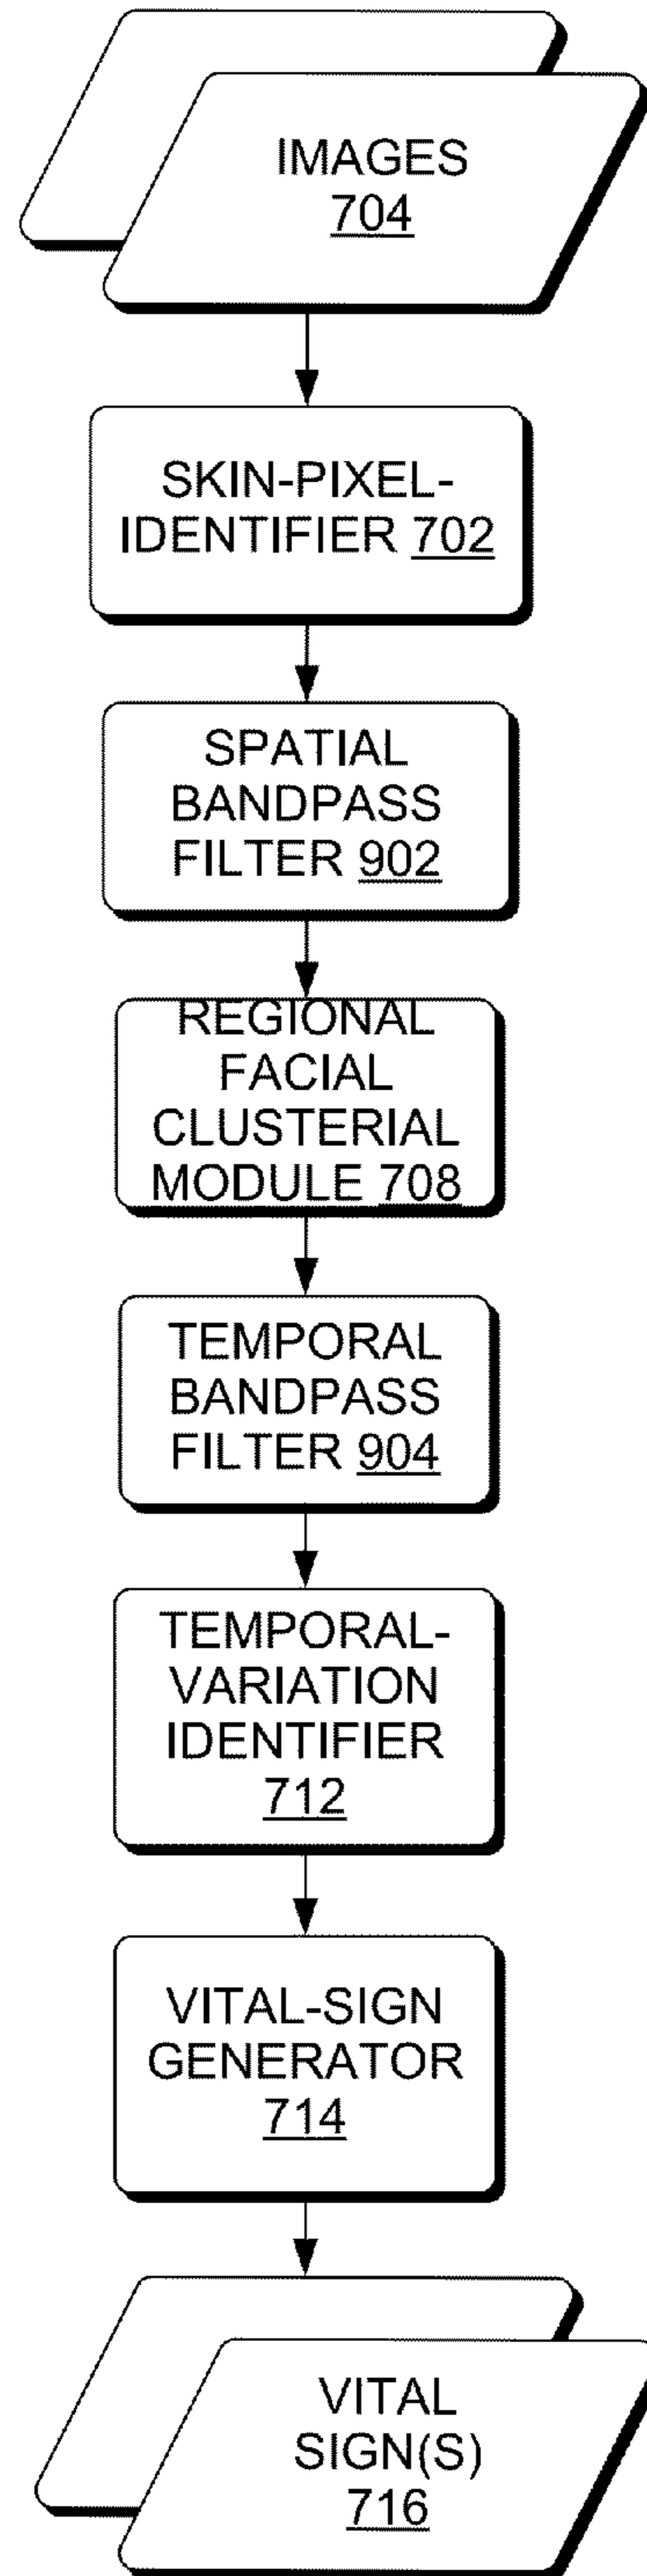 IMAGES
704
SKIN-PIXEL-
IDENTIFIER 702
SPATIAL
BANDPASS
FILTER 902
REGIONAL
FACIAL
CLUSTERIAL
MODULE 708
TEMPORAL
BANDPASS
FILTER 904
TEMPORAL-
VARIATION
IDENTIFIER
712
VITAL-SIGN
GENERATOR
714
VITAL
SIGN(S)
716